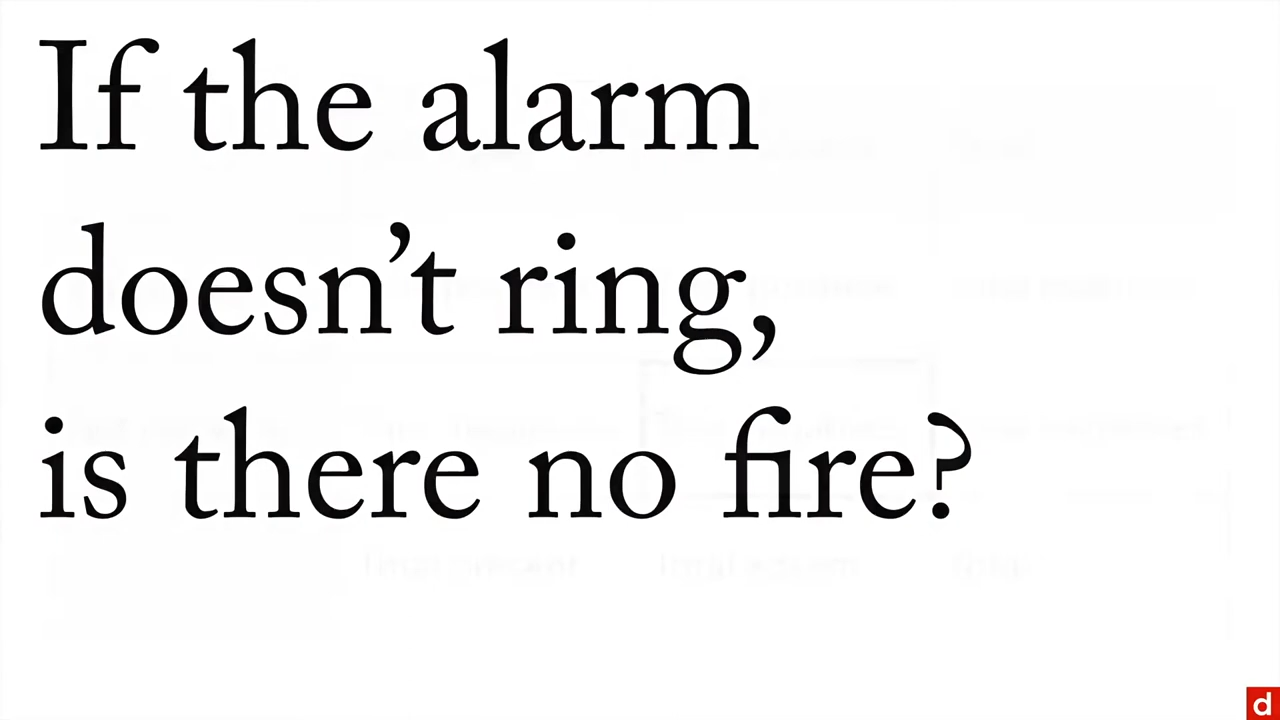 If the alarm
doesn’t ring,
is there no fire?
d